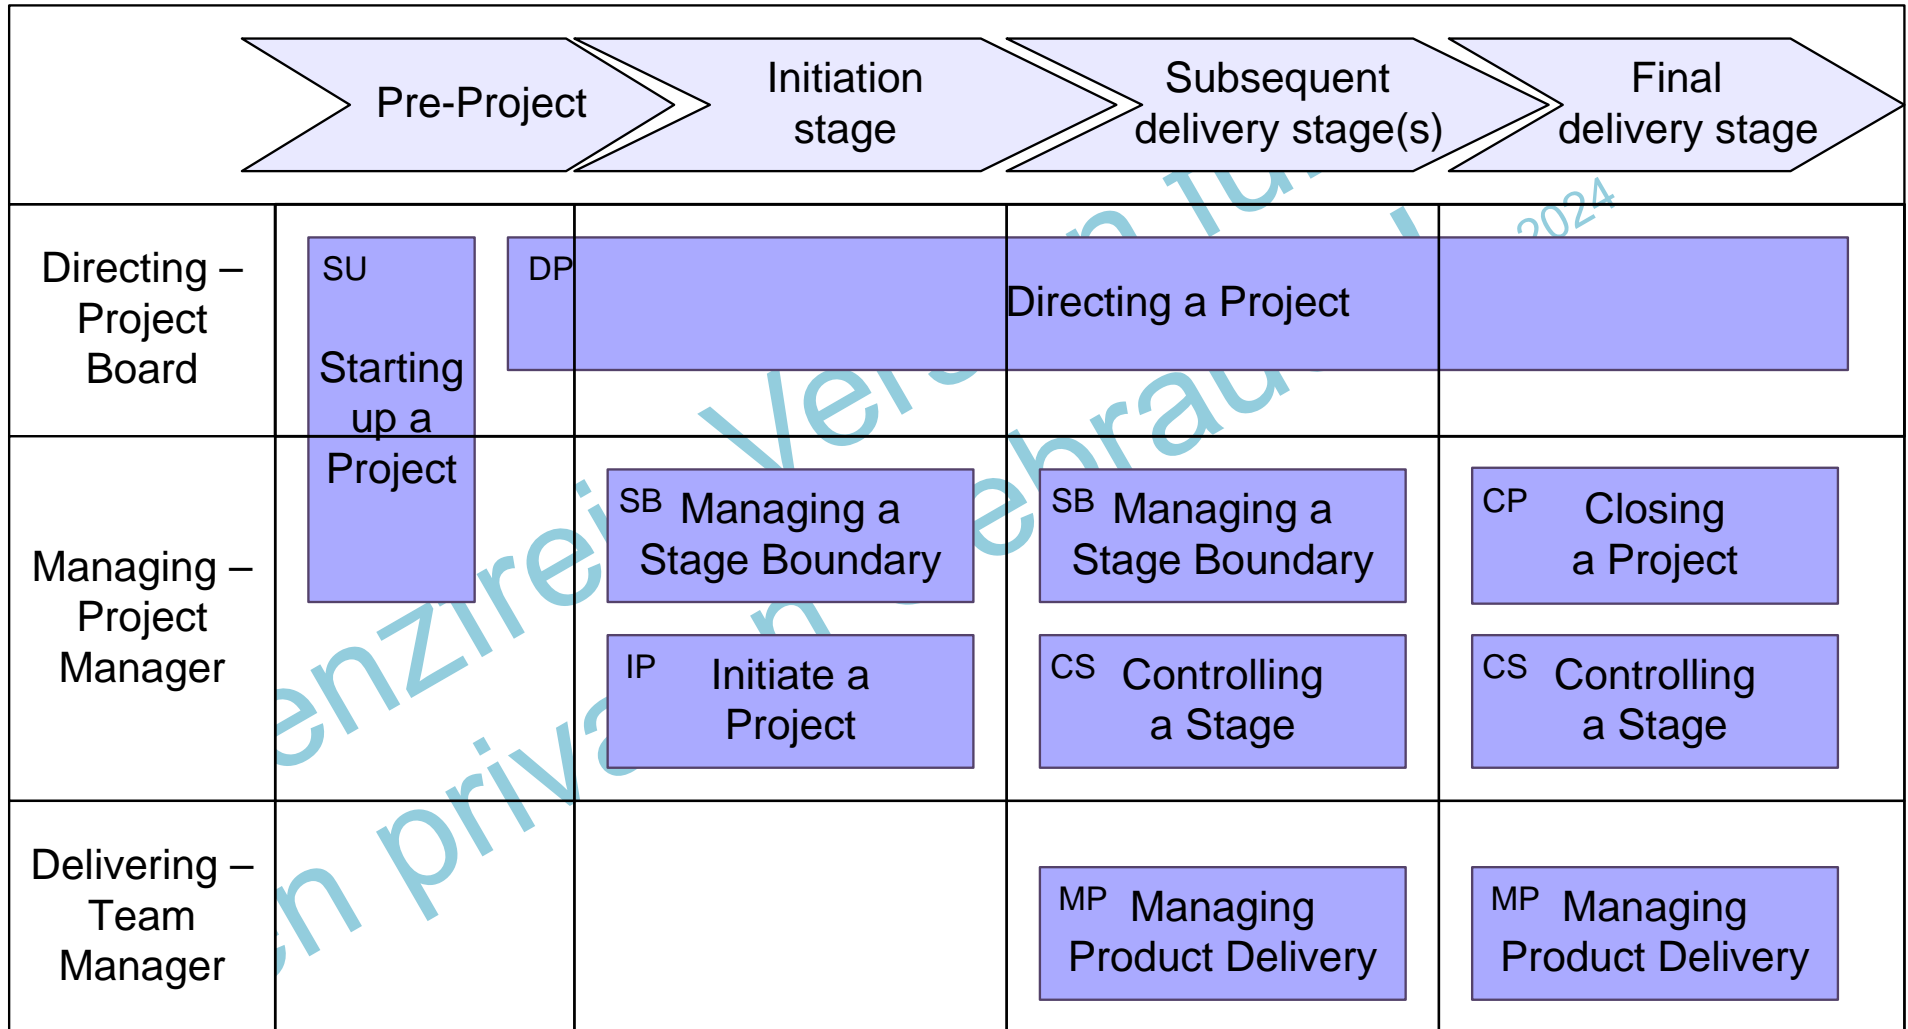 Pre-Project
Initiation
stage
Subsequent
delivery stage(s)
Final
delivery stage
Directing –
Project
Board
SU
Starting
up a
Project
DP
Directing a Project
2024
Managing –
Project
Manager
SB Managing a
Stage Boundary
SB Managing a
Stage Boundary
CP Closing
a Project
IP Initiate a
Project
CS Controlling
a Stage
CS Controlling
a Stage
Delivering –
Team
Manager
MP Managing
Product Delivery
MP Managing
Product Delivery